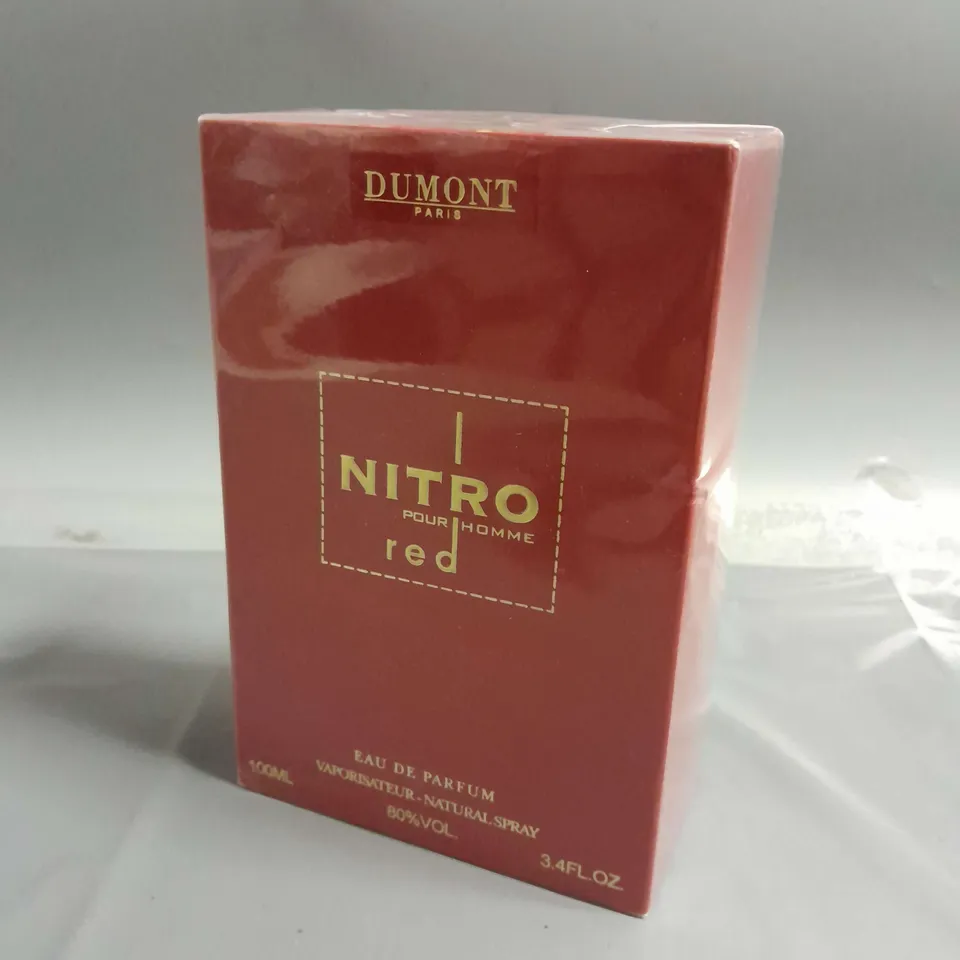 DUMONT
PARIS
NITRO
POUR HOMME
red
EAU DE PARFUM
100ML
VAPORISATEUR-NATURAL SPRAY
80%VOL.
3.4FL.OZ